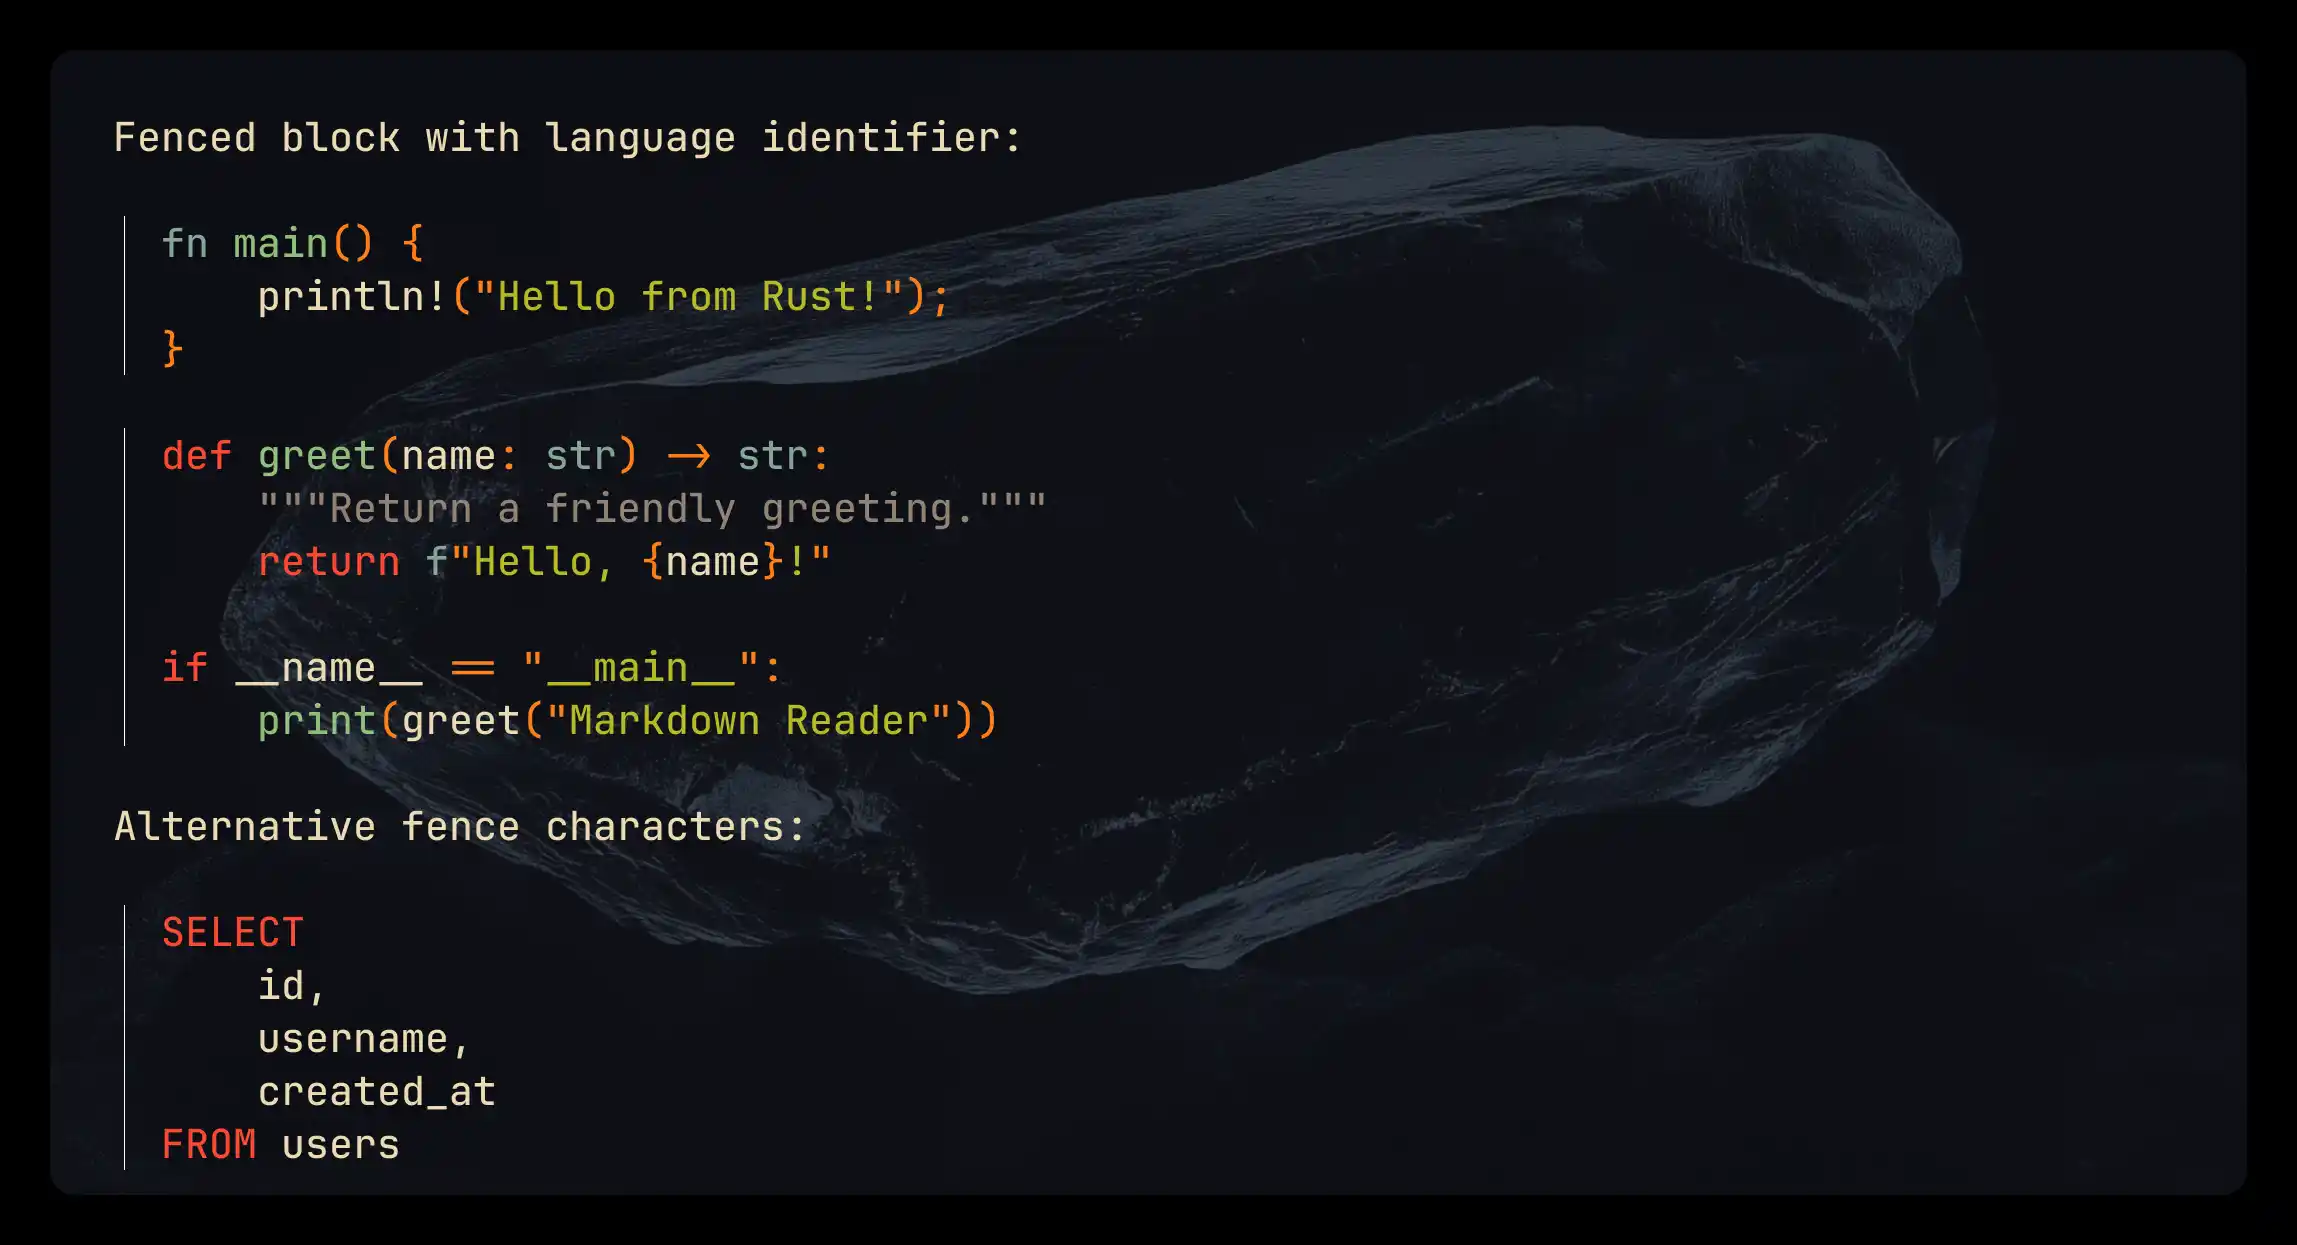 Fenced block with language identifier:
fn main() {
    println!("Hello from Rust!");
}
def greet(name: str) -> str:
    """Return a friendly greeting."""
    return f"Hello, {name}!"
if __name__ == "__main__":
    print(greet("Markdown Reader"))
Alternative fence characters:
SELECT
    id,
    username,
    created_at
FROM users